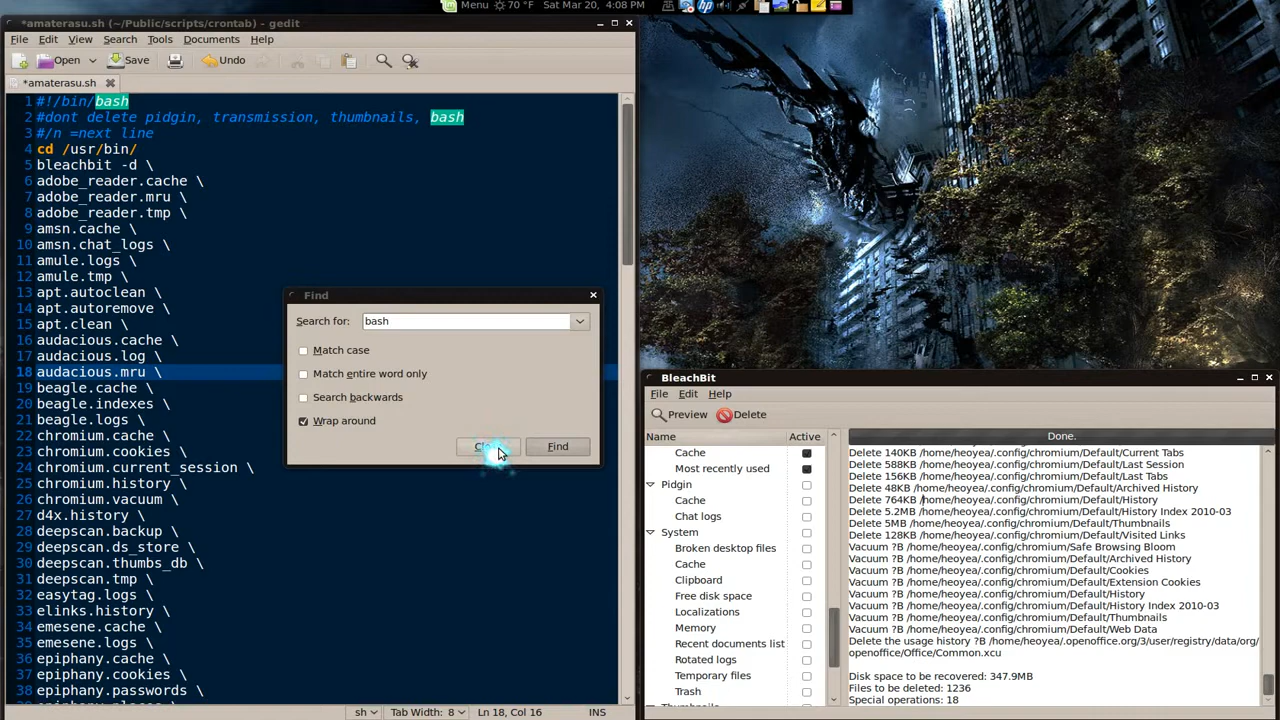 Menu 70 °F Sat Mar 20, 4:08 PM
*amaterasu.sh (~/Public/scripts/crontab) - gedit
File Edit View Search Tools Documents Help
Open Save Undo
*amaterasu.sh
1 #!/bin/bash
2 #dont delete pidgin, transmission, thumbnails, bash
3 #/n =next line
4 cd /usr/bin/
5 bleachbit -d \
6 adobe_reader.cache \
7 adobe_reader.mru \
8 adobe_reader.tmp \
9 amsn.cache \
10 amsn.chat_logs \
11 amule.logs \
12 amule.tmp \
13 apt.autoclean \
14 apt.autoremove \
15 apt.clean \
16 audacious.cache \
17 audacious.log \
18 audacious.mru \
19 beagle.cache \
20 beagle.indexes \
21 beagle.logs \
22 chromium.cache \
23 chromium.cookies \
24 chromium.current_session \
25 chromium.history \
26 chromium.vacuum \
27 d4x.history \
28 deepscan.backup \
29 deepscan.ds_store \
30 deepscan.thumbs_db \
31 deepscan.tmp \
32 easytag.logs \
33 elinks.history \
34 emesene.cache \
35 emesene.logs \
36 epiphany.cache \
37 epiphany.cookies \
38 epiphany.passwords \
sh Tab Width: 8 Ln 18, Col 16 INS
Find
Search for: bash
Match case
Match entire word only
Search backwards
Wrap around
Find
BleachBit
File Edit Help
Preview Delete
Name Active
Cache
Most recently used
Pidgin
Cache
Chat logs
System
Broken desktop files
Cache
Clipboard
Free disk space
Localizations
Memory
Recent documents list
Rotated logs
Temporary files
Trash
Done.
Delete 140KB /home/heoyea/.config/chromium/Default/Current Tabs
Delete 588KB /home/heoyea/.config/chromium/Default/Last Session
Delete 156KB /home/heoyea/.config/chromium/Default/Last Tabs
Delete 48KB /home/heoyea/.config/chromium/Default/Archived History
Delete 764KB /home/heoyea/.config/chromium/Default/History
Delete 5.2MB /home/heoyea/.config/chromium/Default/History Index 2010-03
Delete 5MB /home/heoyea/.config/chromium/Default/Thumbnails
Delete 128KB /home/heoyea/.config/chromium/Default/Visited Links
Vacuum ?B /home/heoyea/.config/chromium/Safe Browsing Bloom
Vacuum ?B /home/heoyea/.config/chromium/Default/Archived History
Vacuum ?B /home/heoyea/.config/chromium/Default/Cookies
Vacuum ?B /home/heoyea/.config/chromium/Default/Extension Cookies
Vacuum ?B /home/heoyea/.config/chromium/Default/History
Vacuum ?B /home/heoyea/.config/chromium/Default/History Index 2010-03
Vacuum ?B /home/heoyea/.config/chromium/Default/Thumbnails
Vacuum ?B /home/heoyea/.config/chromium/Default/Web Data
Delete the usage history ?B /home/heoyea/.openoffice.org/3/user/registry/data/org/
openoffice/Office/Common.xcu
Disk space to be recovered: 347.9MB
Files to be deleted: 1236
Special operations: 18